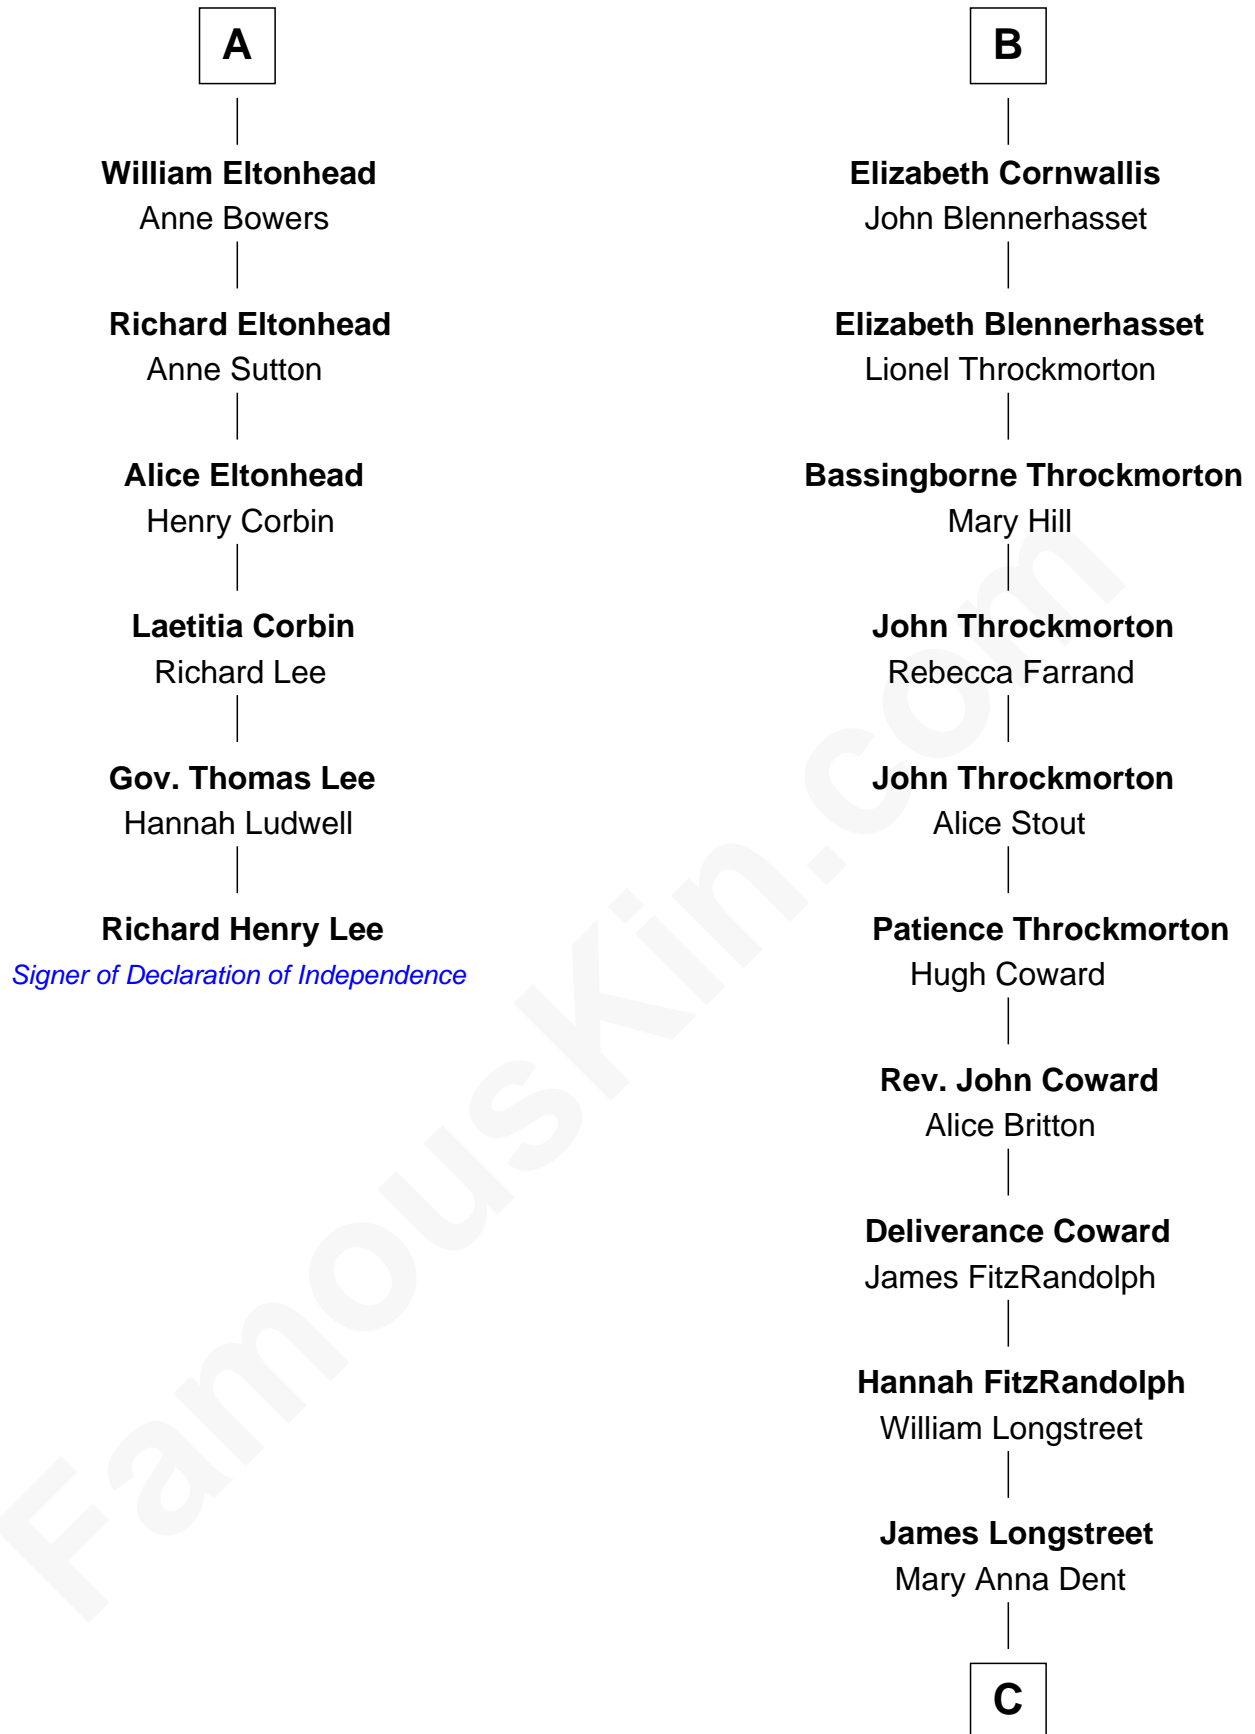 A
William Eltonhead
Anne Bowers
Richard Eltonhead
Anne Sutton
Alice Eltonhead
Henry Corbin
Laetitia Corbin
Richard Lee
Gov. Thomas Lee
Hannah Ludwell
Richard Henry Lee
Signer of Declaration of Independence
B
Elizabeth Cornwallis
John Blennerhasset
Elizabeth Blennerhasset
Lionel Throckmorton
Bassingborne Throckmorton
Mary Hill
John Throckmorton
Rebecca Farrand
John Throckmorton
Alice Stout
Patience Throckmorton
Hugh Coward
Rev. John Coward
Alice Britton
Deliverance Coward
James FitzRandolph
Hannah FitzRandolph
William Longstreet
James Longstreet
Mary Anna Dent
C
FamousKin.com